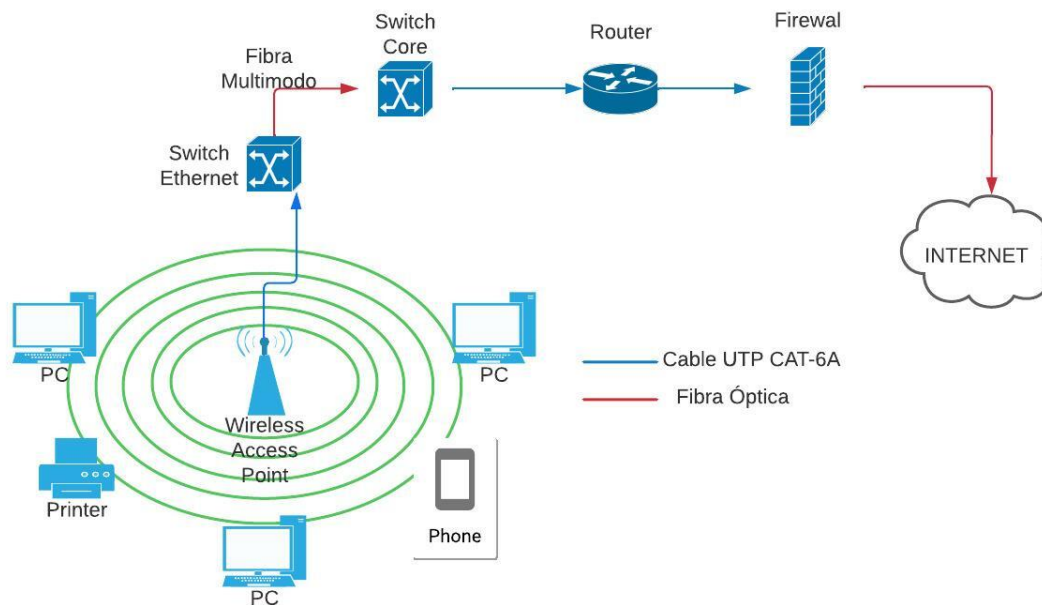 Switch
Core
Router
Firewal
Fibra
Multimodo
Switch
Ethernet
INTERNET
PC
PC
Cable UTP CAT-6A
Fibra Óptica
Wireless
Access
Point
Printer
Phone
PC